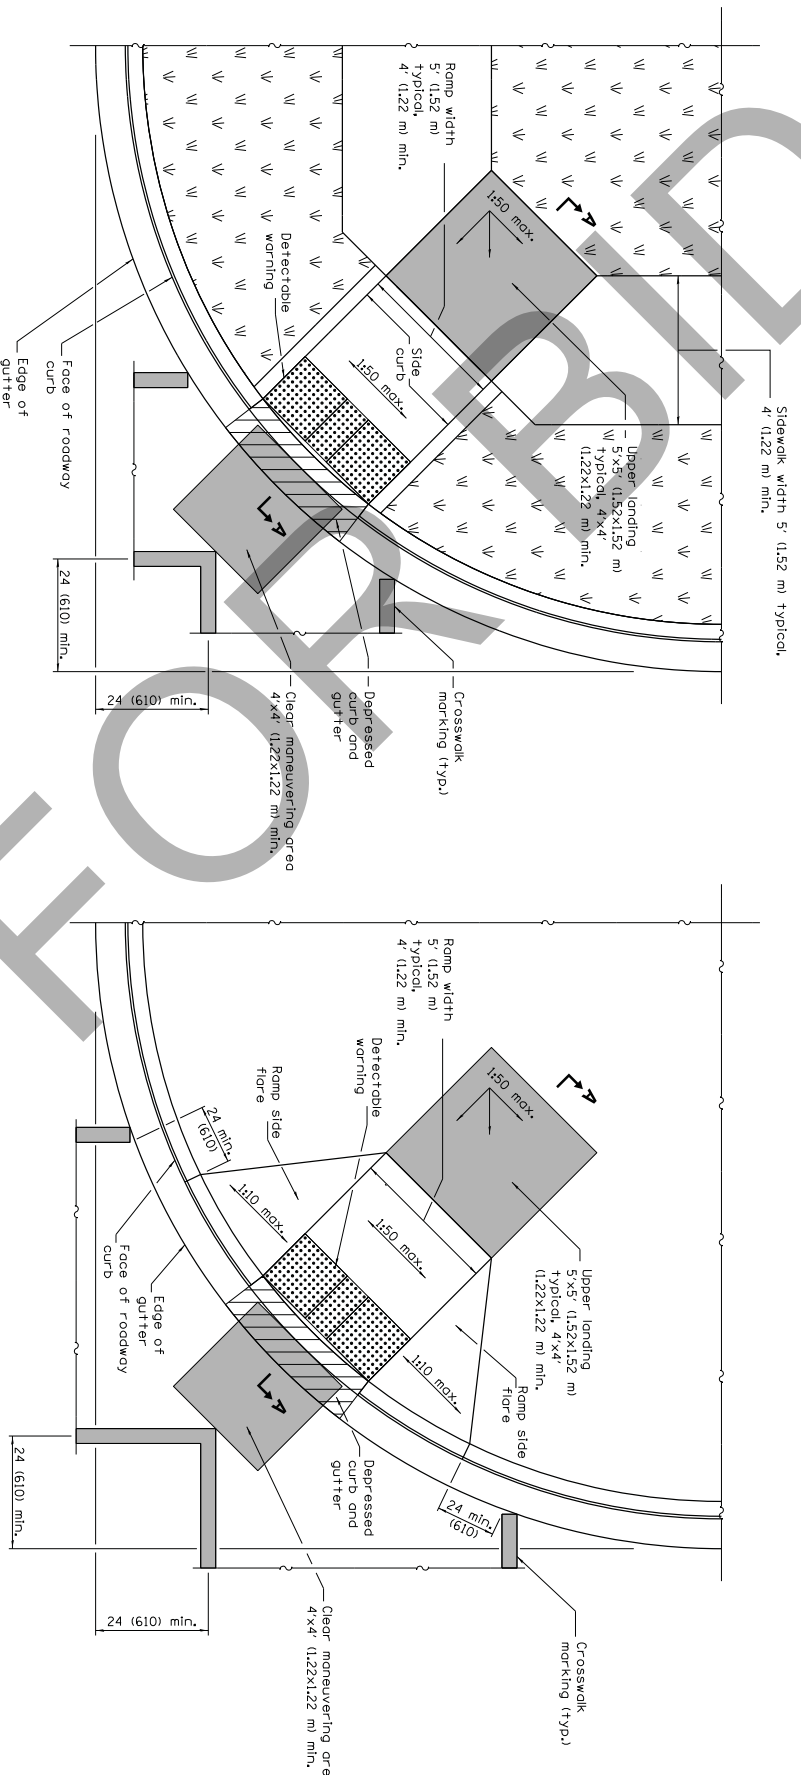 Sidewalk width 5' (1.52 m) typical,
4' (1.22 m) min.
Ramp width
5' (1.52 m)
typical,
4' (1.22 m) min.
1:50 max.
A
Upper landing
5'x5' (1.52x1.52 m)
typical, 4'x4'
(1.22x1.22 m) min.
Side
curb
1:50 max.
Detectable
warning
A
Face of roadway
curb
Edge of
gutter
Crosswalk
marking (typ.)
Depressed
curb and
gutter
Clear maneuvering area
4'x4' (1.22x1.22 m) min.
24 (610) min.
24 (610) min.
Ramp width
5' (1.52 m)
typical,
4' (1.22 m) min.
1:50 max.
A
Upper landing
5'x5' (1.52x1.52 m)
typical, 4'x4'
(1.22x1.22 m) min.
Detectable
warning
Ramp side
flare
1:50 max.
1:10 max.
1:10 max.
Ramp side
flare
24 min.
(610)
24 min.
(610)
A
Edge of
gutter
Face of roadway
curb
Depressed
curb and
gutter
Crosswalk
marking (typ.)
Clear maneuvering are
4'x4' (1.22x1.22 m) min.
24 (610) min.
24 (610) min.
FOR BID